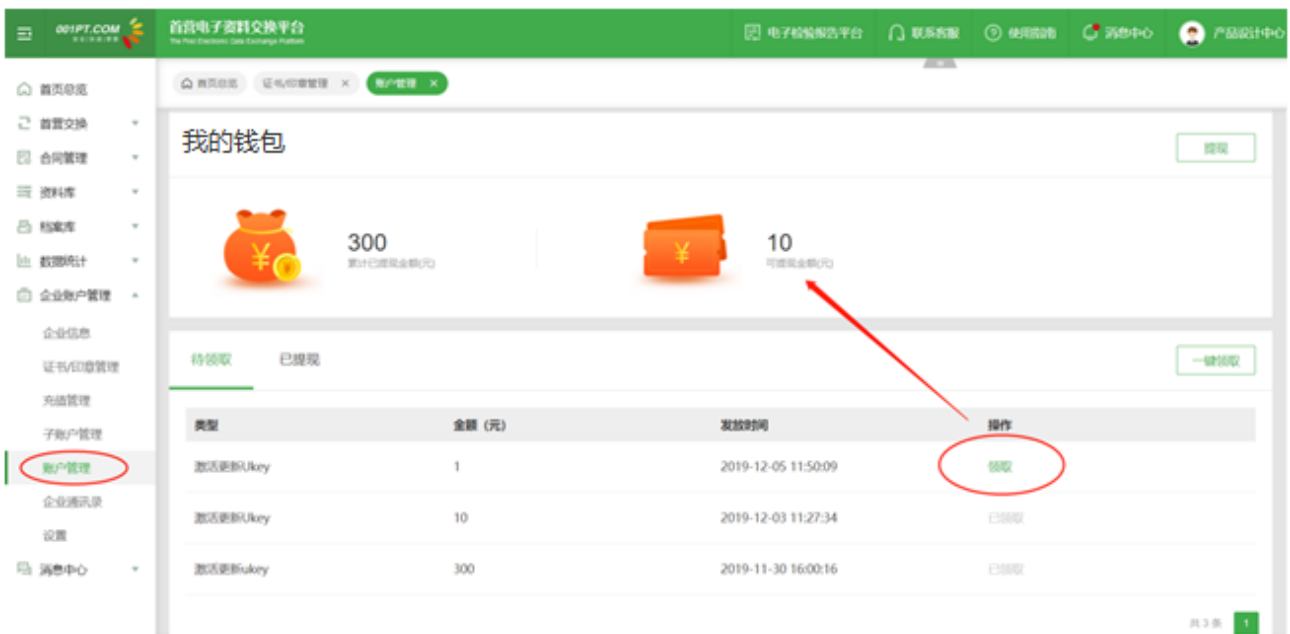 001PT.COM
首营电子资料交换平台
The First Electronic Data Exchange Platform
电子检验报告平台
联系客服
使用指南
消息中心
产品设计中心
首页总览
证书/印章管理 ×
账户管理 ×
首页总览
首营交换
合同管理
资料库
档案库
数据统计
企业账户管理
企业信息
证书/印章管理
充值管理
子账户管理
账户管理
企业通讯录
设置
消息中心
我的钱包
提现
300
累计已提现金额(元)
10
可提现金额(元)
待领取 已提现
一键领取
类型 金额（元） 发放时间 操作
激活更新Ukey 1 2019-12-05 11:50:09 领取
激活更新Ukey 10 2019-12-03 11:27:34 已领取
激活更新ukey 300 2019-11-30 16:00:16 已领取
共 3 条 1